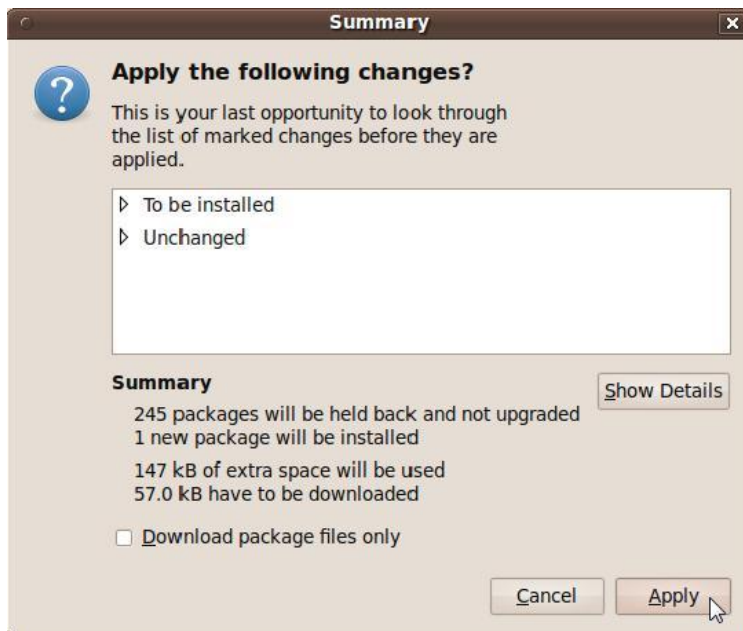 Summary
Apply the following changes?
This is your last opportunity to look through
the list of marked changes before they are
applied.
To be installed
Unchanged
Summary
Show Details
245 packages will be held back and not upgraded
1 new package will be installed
147 kB of extra space will be used
57.0 kB have to be downloaded
Download package files only
Cancel
Apply